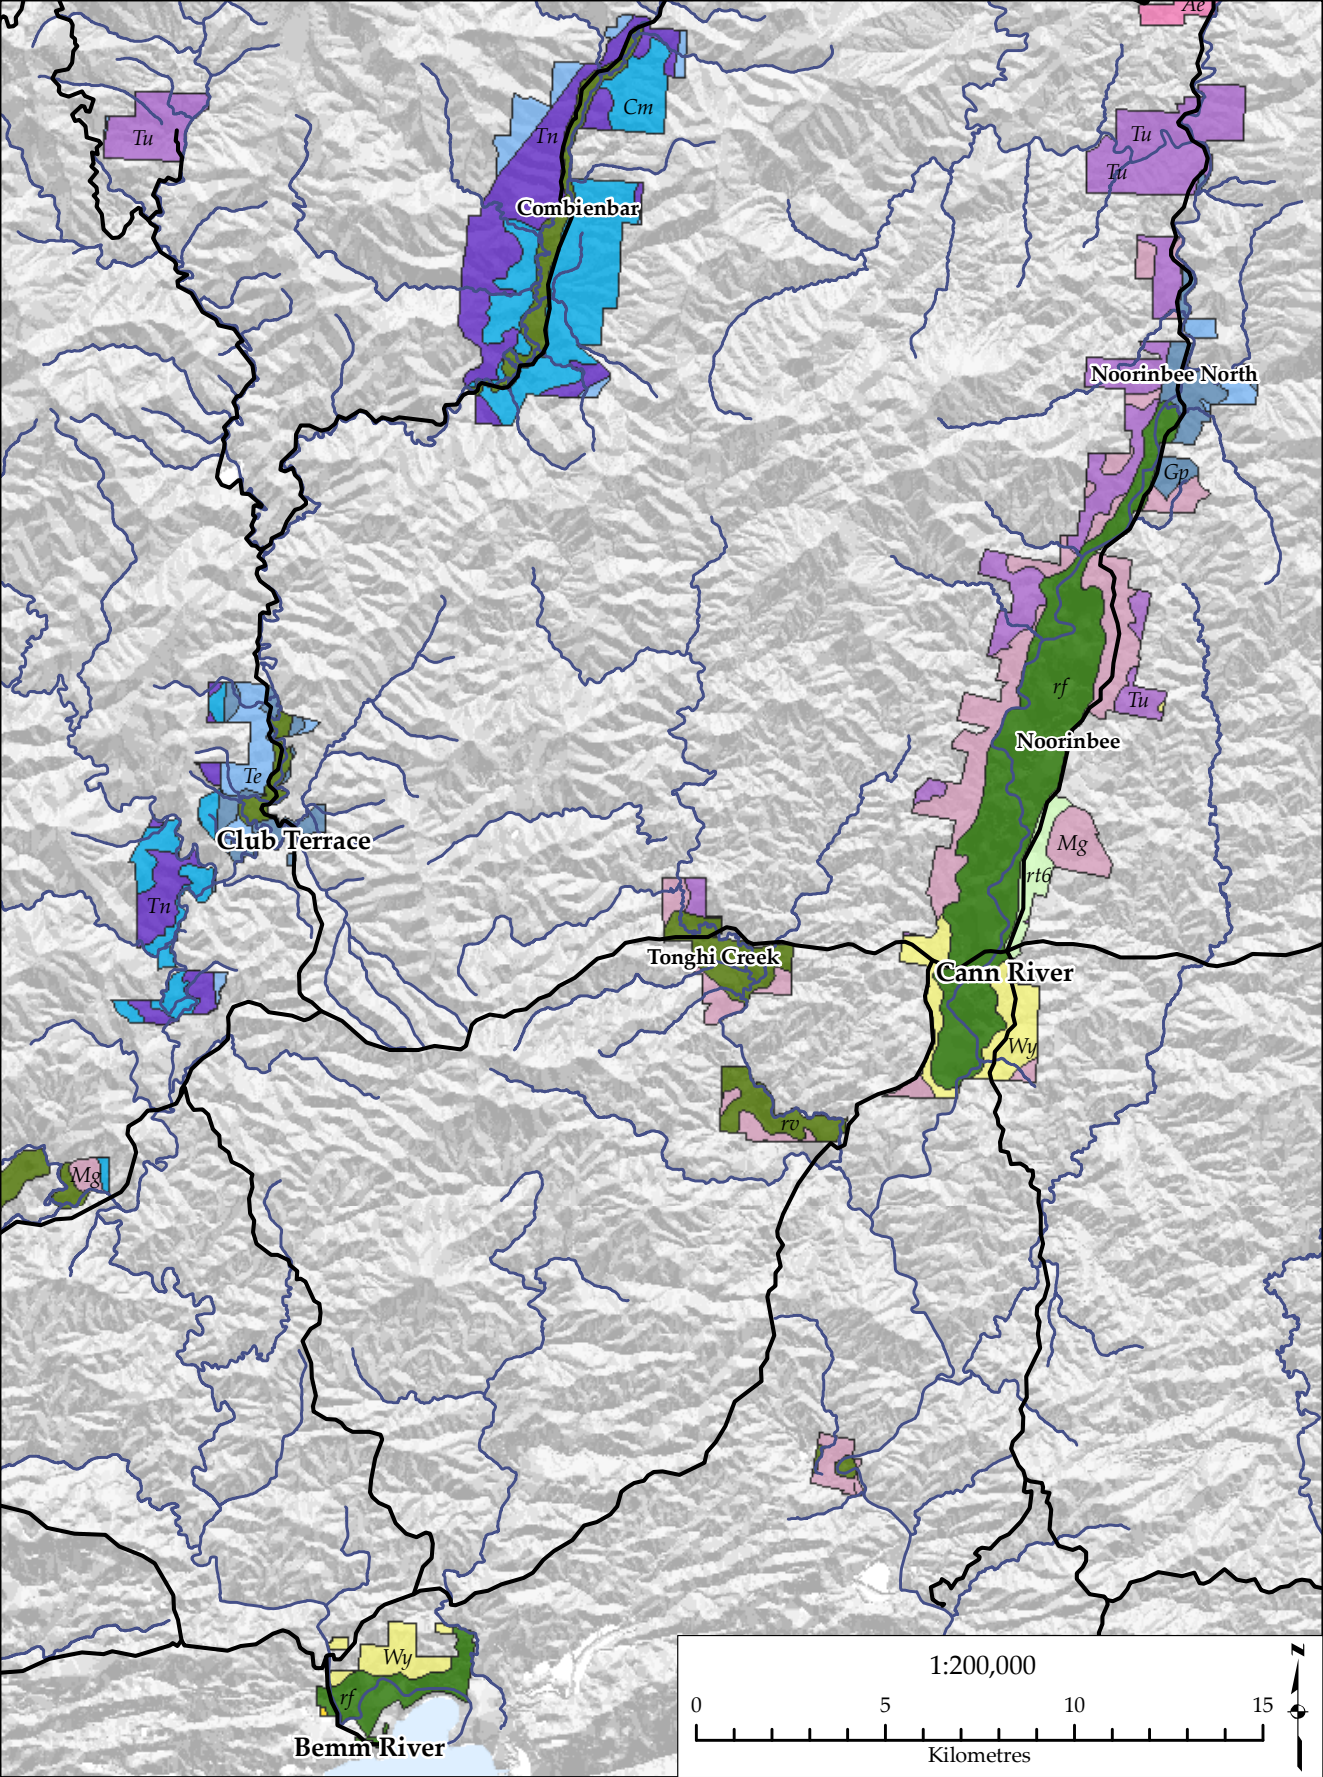 Ae
Tu
Cm
Tn
Tu
Tu
Combienbar
Noorinbee North
Gp
rf
Tu
Noorinbee
Te
Club Terrace
Mg
rt6
Tn
Tonghi Creek
Cann River
Wy
rv
Mg
Wy
rf
Bemm River
1:200,000
0 5 10 15
Kilometres
N